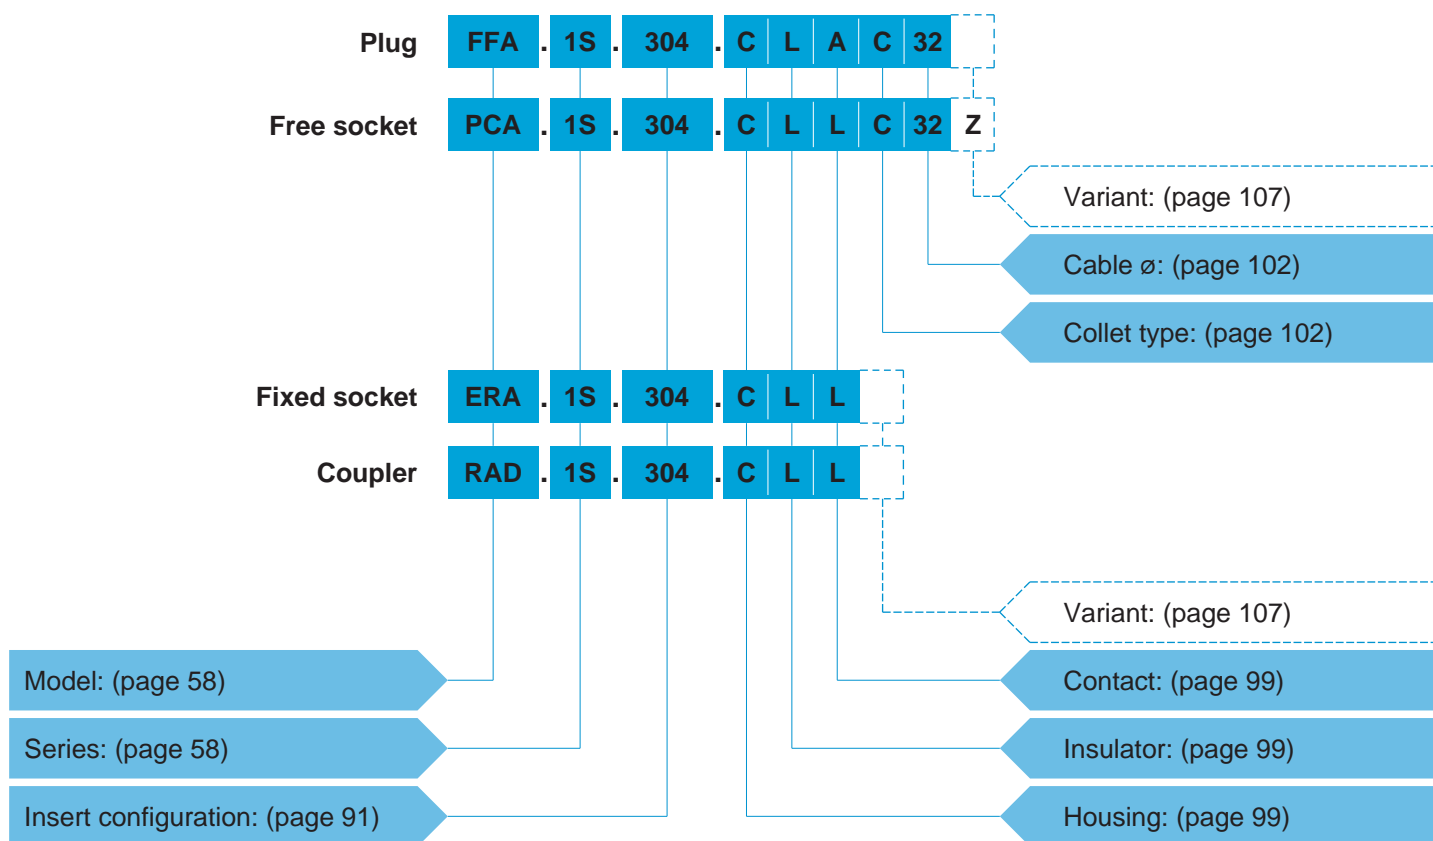 Plug FFA . 1S . 304 . C L A C 32
Free socket PCA . 1S . 304 . C L L C 32 Z
Variant: (page 107)
Cable ø: (page 102)
Collet type: (page 102)
Fixed socket ERA . 1S . 304 . C L L
Coupler RAD . 1S . 304 . C L L
Variant: (page 107)
Model: (page 58) Contact: (page 99)
Series: (page 58) Insulator: (page 99)
Insert configuration: (page 91) Housing: (page 99)